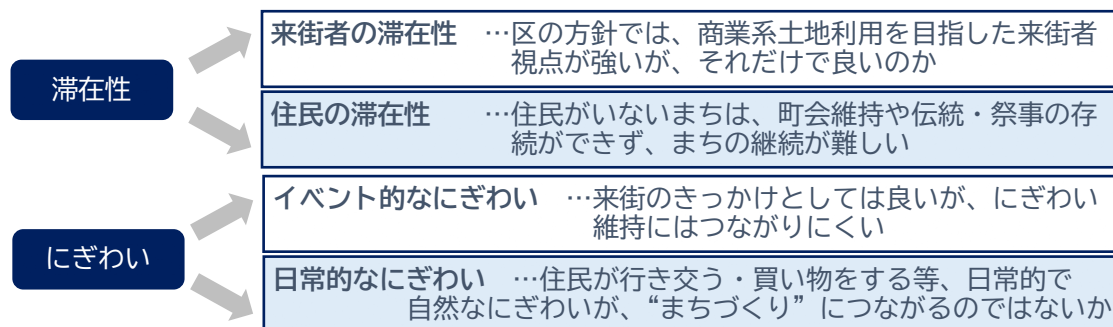 滞在性
来街者の滞在性 …区の方針では、商業系土地利用を目指した来街者
視点が強いが、それだけで良いのか
住民の滞在性 …住民がいないまちは、町会維持や伝統・祭事の存
続ができず、まちの継続が難しい
にぎわい
イベント的なにぎわい …来街のきっかけとしては良いが、にぎわい
維持にはつながりにくい
日常的なにぎわい …住民が行き交う・買い物をする等、日常的で
自然なにぎわいが、“まちづくり”につながるのではないか